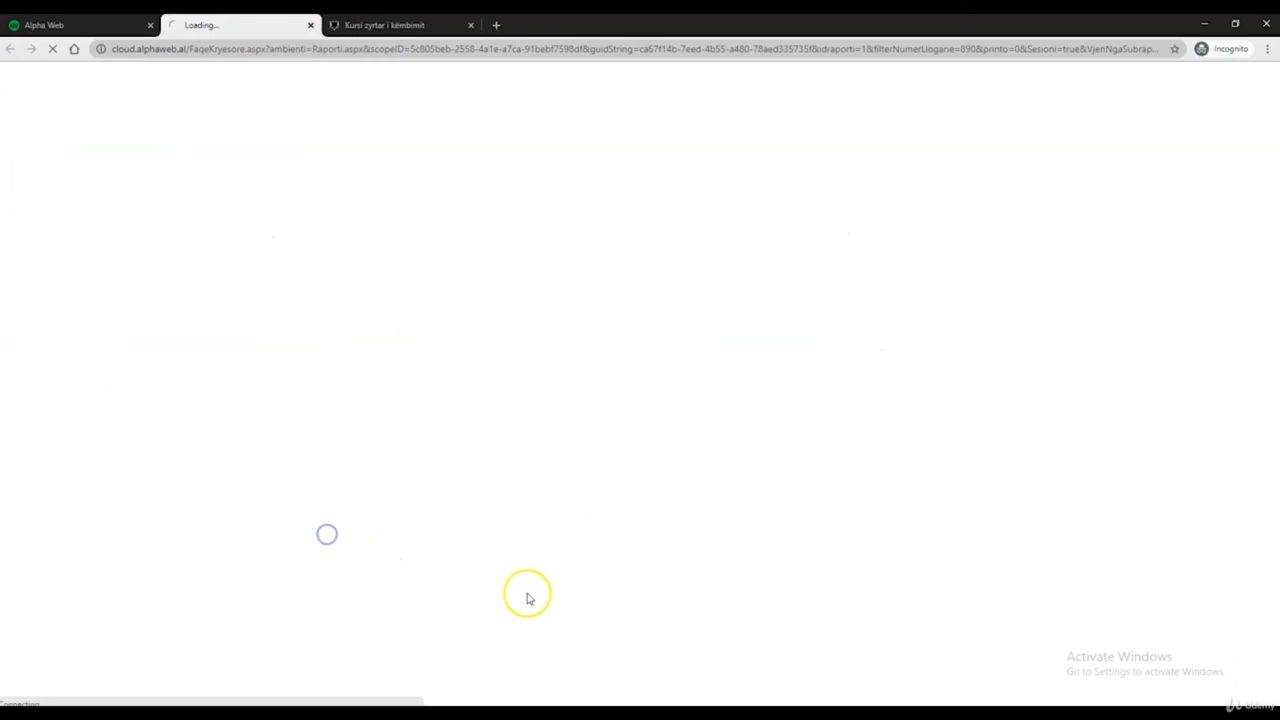 Alpha Web
Loading...
Kursi zyrtar i këmbimit
cloud.alphaweb.al/FaqeKryesore.aspx?ambienti=Raporti.aspx&scopeID=5c805beb-2558-4a1e-a7ca-91bebf7598df&guidString=ca67f14b-7eed-4b55-a480-78aed335735f&idraporti=1&filterNumerLlogarie=890&printo=0&Sesioni=true&VjenNgaSubrap...
Incognito
Activate Windows
Go to Settings to activate Windows.
Connecting...
Udemy